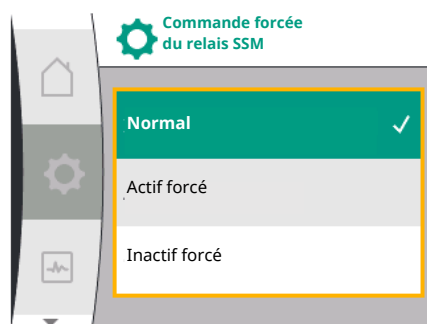 Commande forcée
du relais SSM
Normal
Actif forcé
Inactif forcé